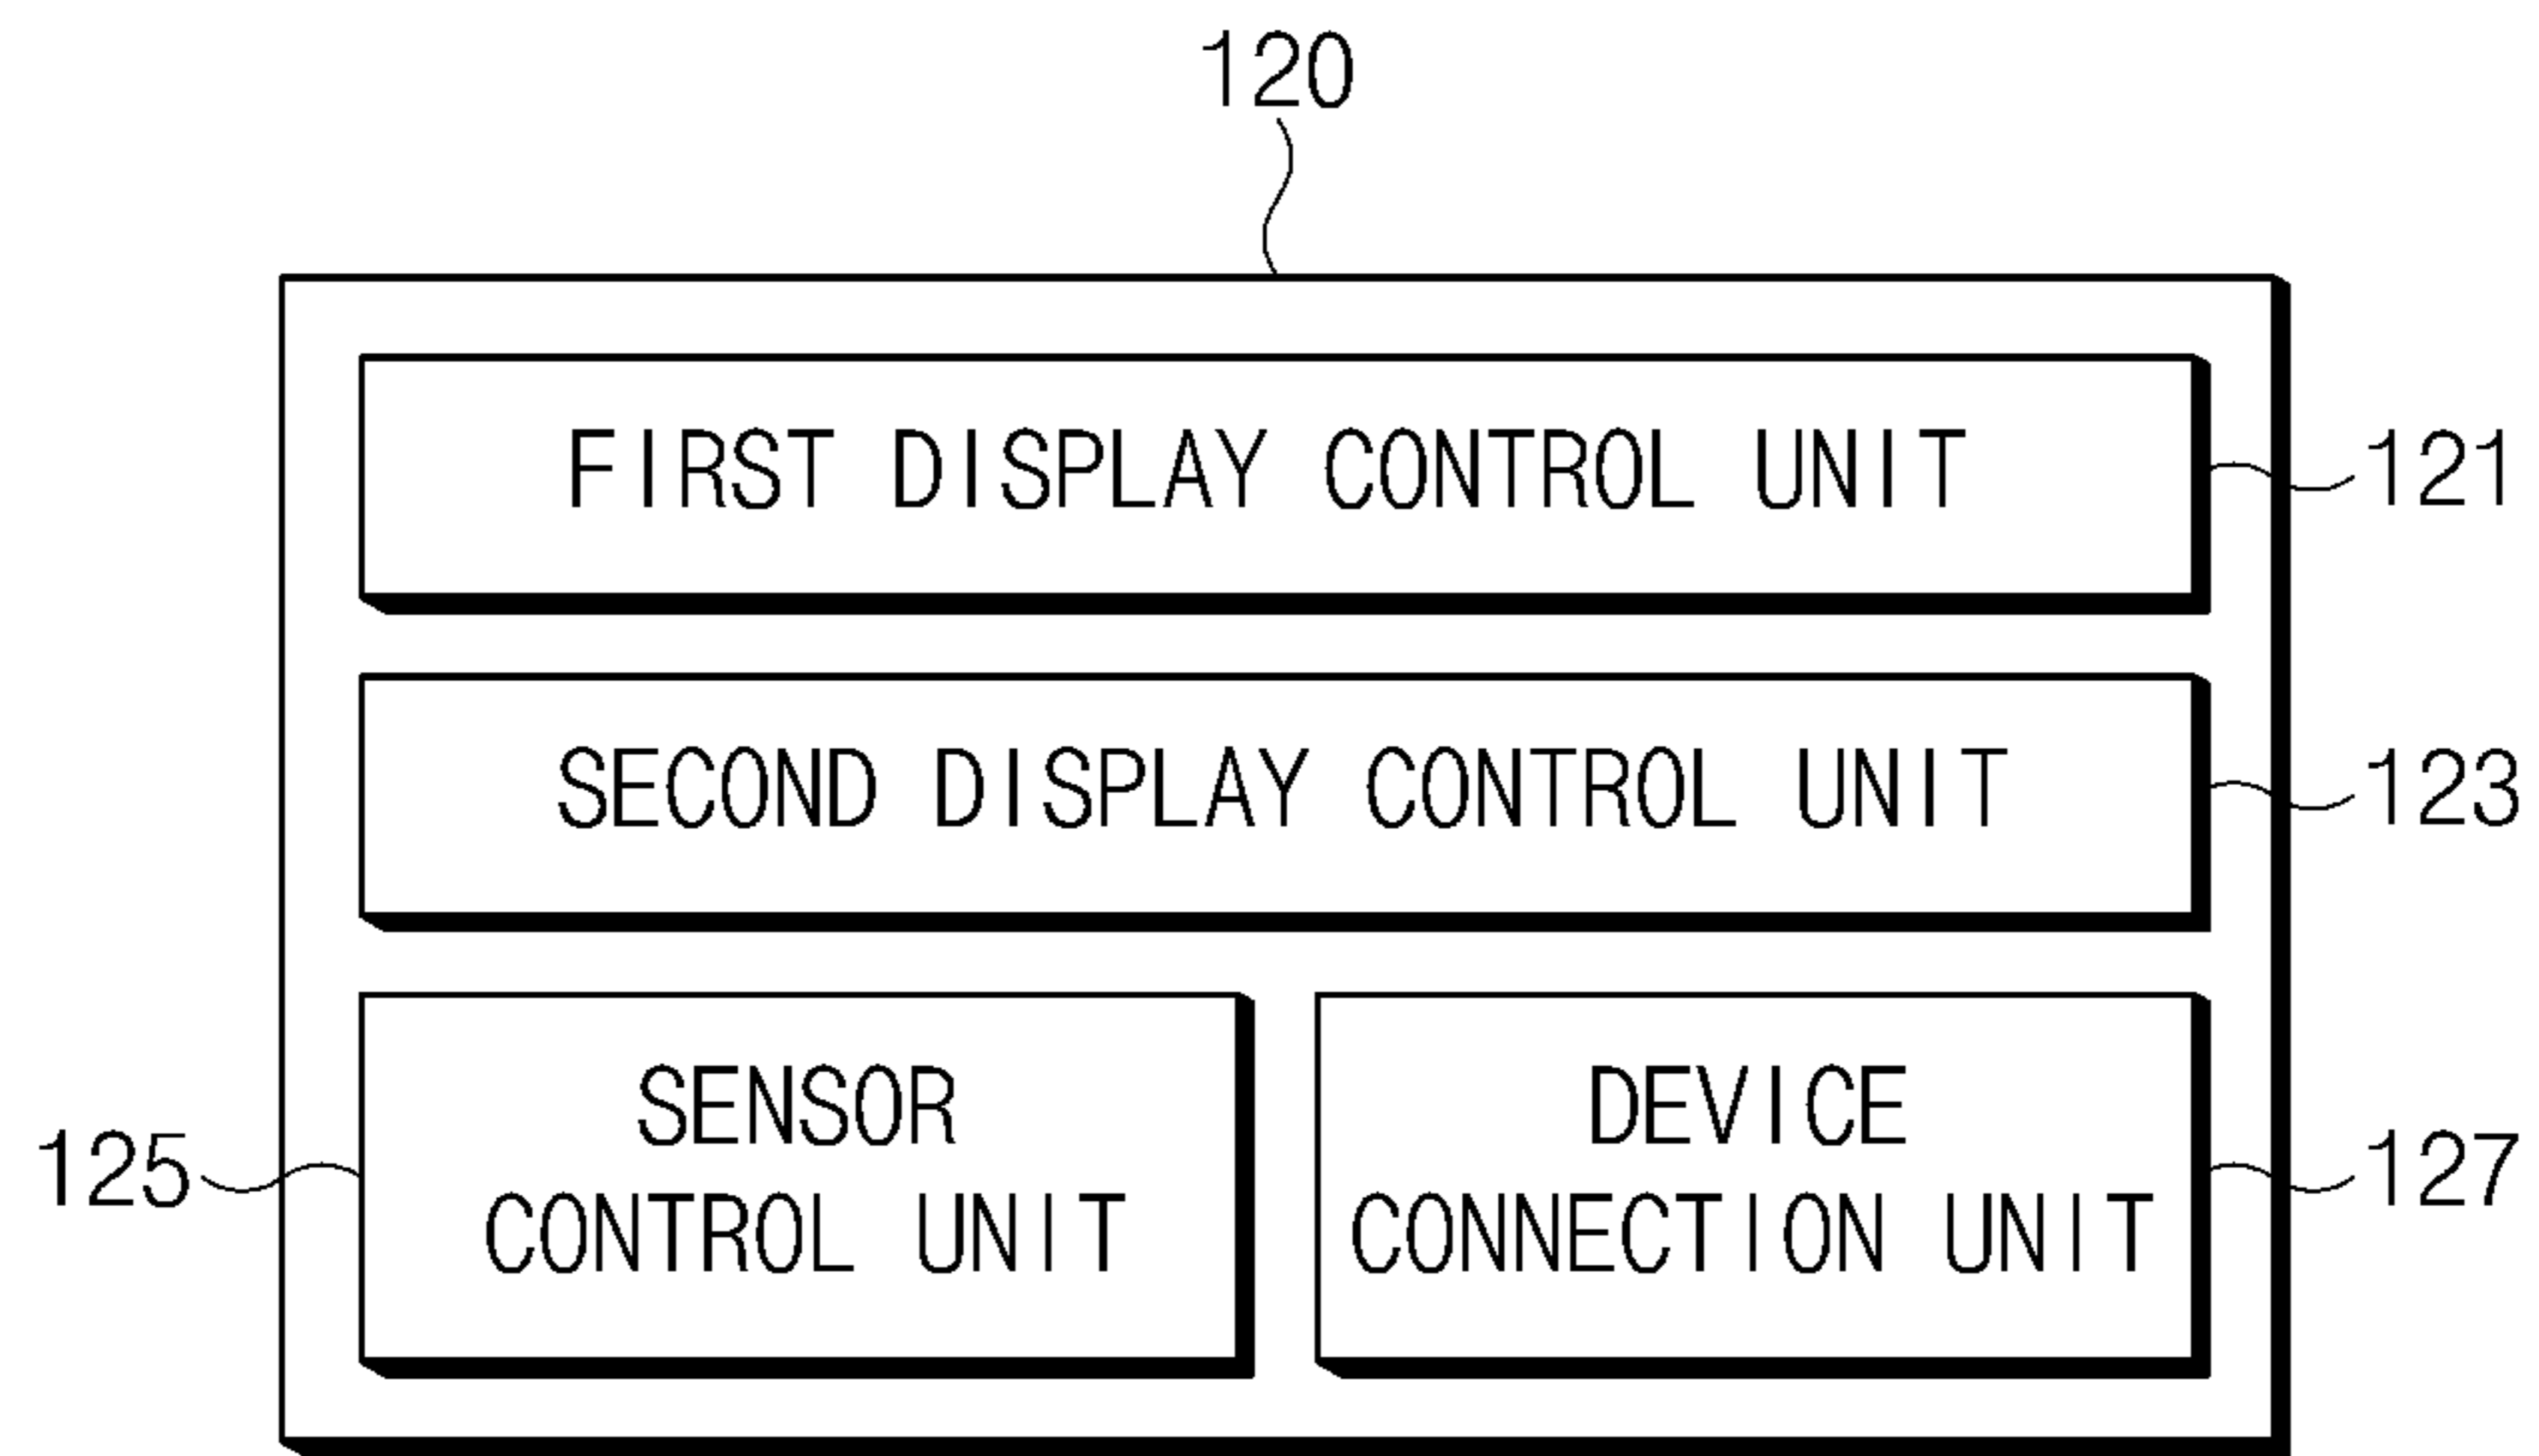 120
FIRST DISPLAY CONTROL UNIT
121
SECOND DISPLAY CONTROL UNIT
123
SENSOR
CONTROL UNIT
125
DEVICE
CONNECTION UNIT
127